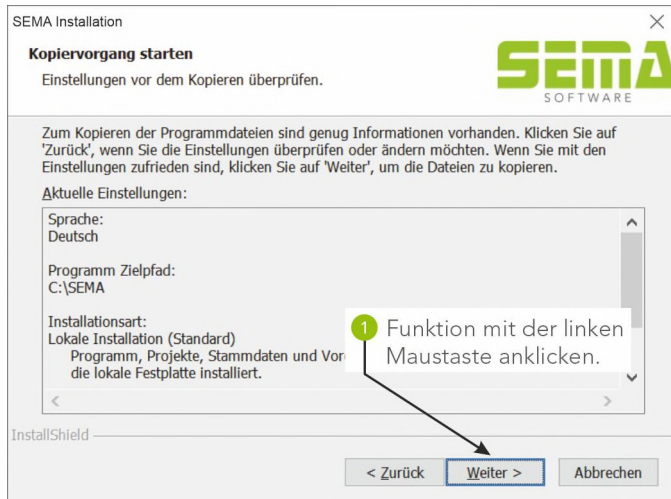 SEMA Installation
Kopiervorgang starten
Einstellungen vor dem Kopieren überprüfen.
SEMA
SOFTWARE
Zum Kopieren der Programmdateien sind genug Informationen vorhanden. Klicken Sie auf
'Zurück', wenn Sie die Einstellungen überprüfen oder ändern möchten. Wenn Sie mit den
Einstellungen zufrieden sind, klicken Sie auf 'Weiter', um die Dateien zu kopieren.
Aktuelle Einstellungen:
Sprache:
Deutsch
Programm Zielpfad:
C:\SEMA
Installationsart:
Lokale Installation (Standard)
Programm, Projekte, Stammdaten und
die lokale Festplatte installiert.
1 Funktion mit der linken
Maustaste anklicken.
InstallShield
< Zurück
Weiter >
Abbrechen